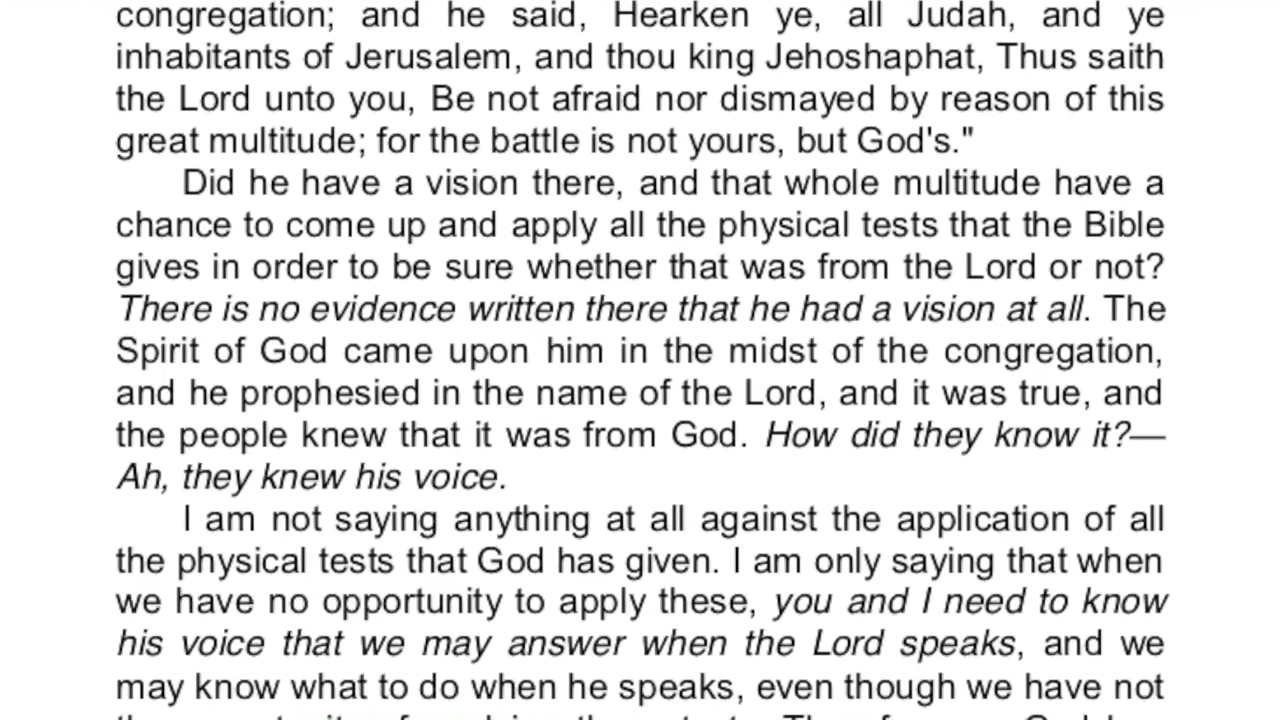 congregation; and he said, Hearken ye, all Judah, and ye
inhabitants of Jerusalem, and thou king Jehoshaphat, Thus saith
the Lord unto you, Be not afraid nor dismayed by reason of this
great multitude; for the battle is not yours, but God's."
Did he have a vision there, and that whole multitude have a
chance to come up and apply all the physical tests that the Bible
gives in order to be sure whether that was from the Lord or not?
There is no evidence written there that he had a vision at all. The
Spirit of God came upon him in the midst of the congregation,
and he prophesied in the name of the Lord, and it was true, and
the people knew that it was from God. How did they know it?—
Ah, they knew his voice.
I am not saying anything at all against the application of all
the physical tests that God has given. I am only saying that when
we have no opportunity to apply these, you and I need to know
his voice that we may answer when the Lord speaks, and we
may know what to do when he speaks, even though we have not